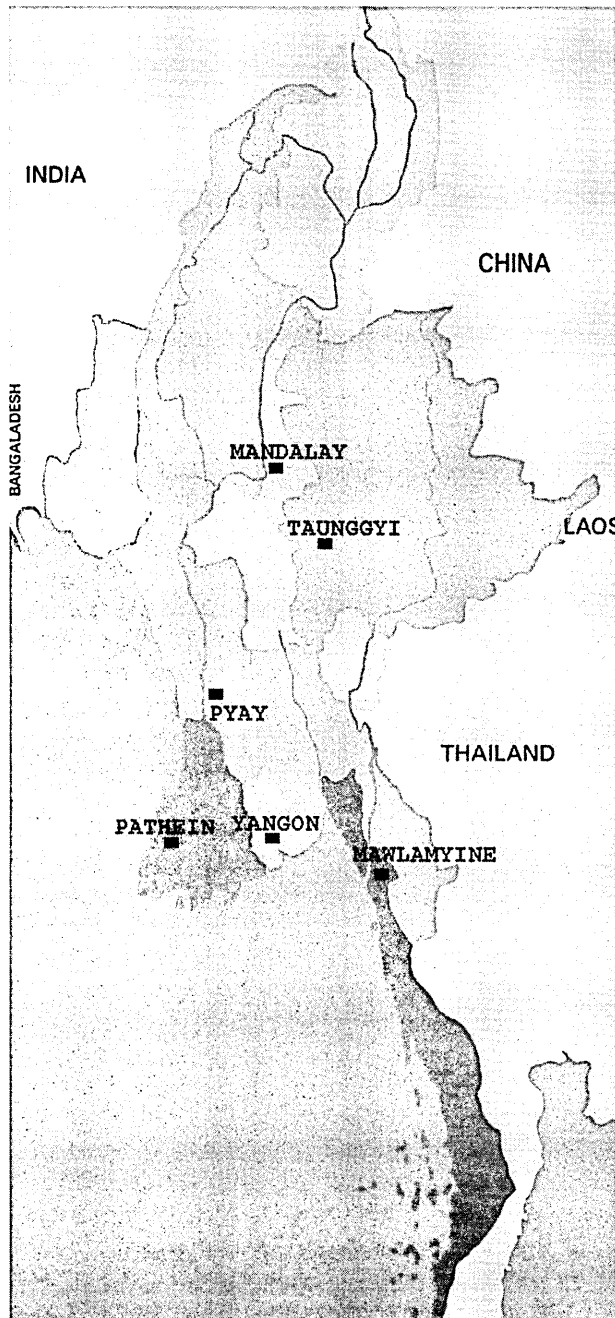 INDIA
CHINA
BANGALADESH
MANDALAY
TAUNGGYI
LAOS
PYAY
THAILAND
PATHEIN
YANGON
MAWLAMYINE